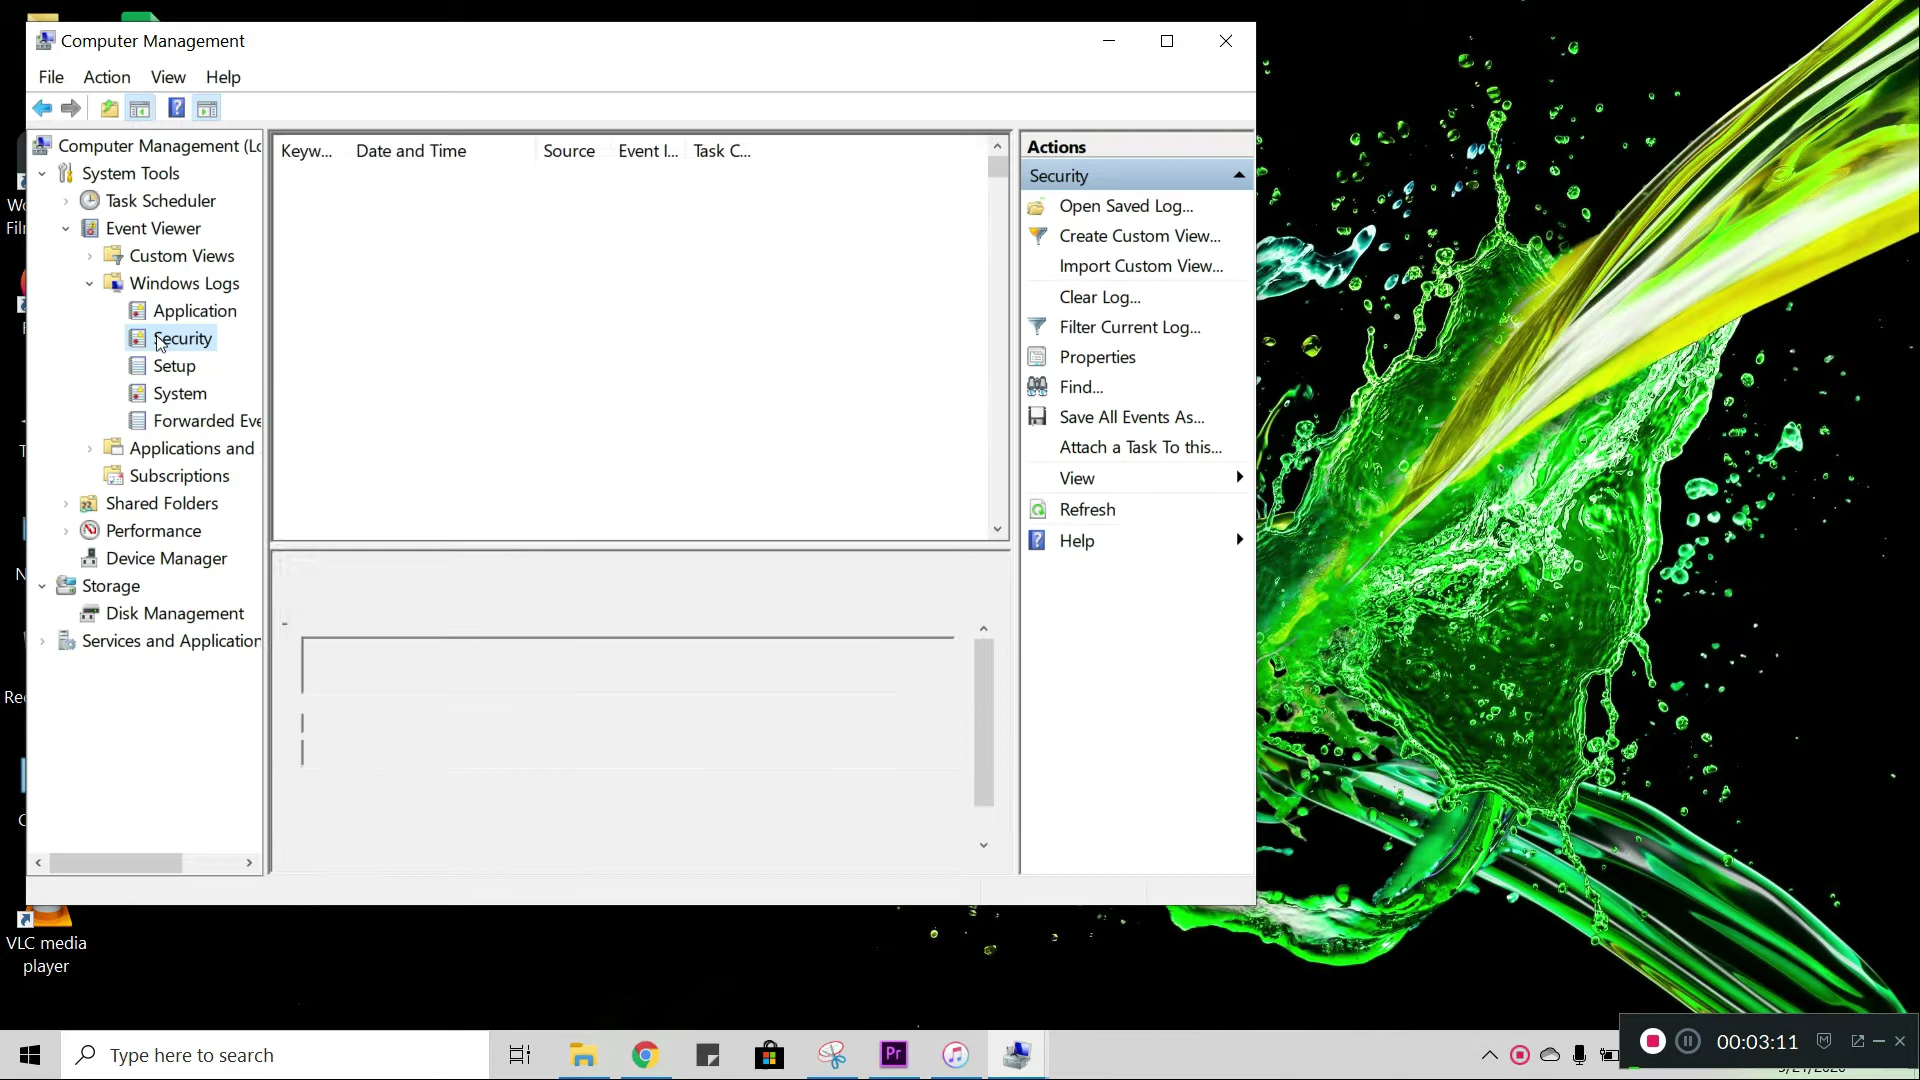 Computer Management
File Action View Help
Computer Management (Lo
System Tools
Task Scheduler
Event Viewer
Custom Views
Windows Logs
Application
Security
Setup
System
Forwarded Eve
Applications and
Subscriptions
Shared Folders
Performance
Device Manager
Storage
Disk Management
Services and Application
Keyw... Date and Time Source Event I... Task C...
Actions
Security
Open Saved Log...
Create Custom View...
Import Custom View...
Clear Log...
Filter Current Log...
Properties
Find...
Save All Events As...
Attach a Task To this...
View
Refresh
Help
VLC media
player
Type here to search
Pr
00:03:11